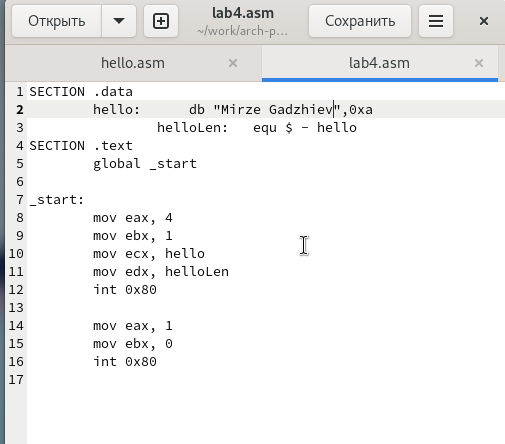 Открыть lab4.asm Сохранить
~/work/arch-p…
hello.asm lab4.asm
1 SECTION .data
2         hello:      db "Mirze Gadzhiev",0xa
3                 helloLen:   equ $ - hello
4 SECTION .text
5         global _start
6
7 _start:
8         mov eax, 4
9         mov ebx, 1
10         mov ecx, hello
11         mov edx, helloLen
12         int 0x80
13
14         mov eax, 1
15         mov ebx, 0
16         int 0x80
17